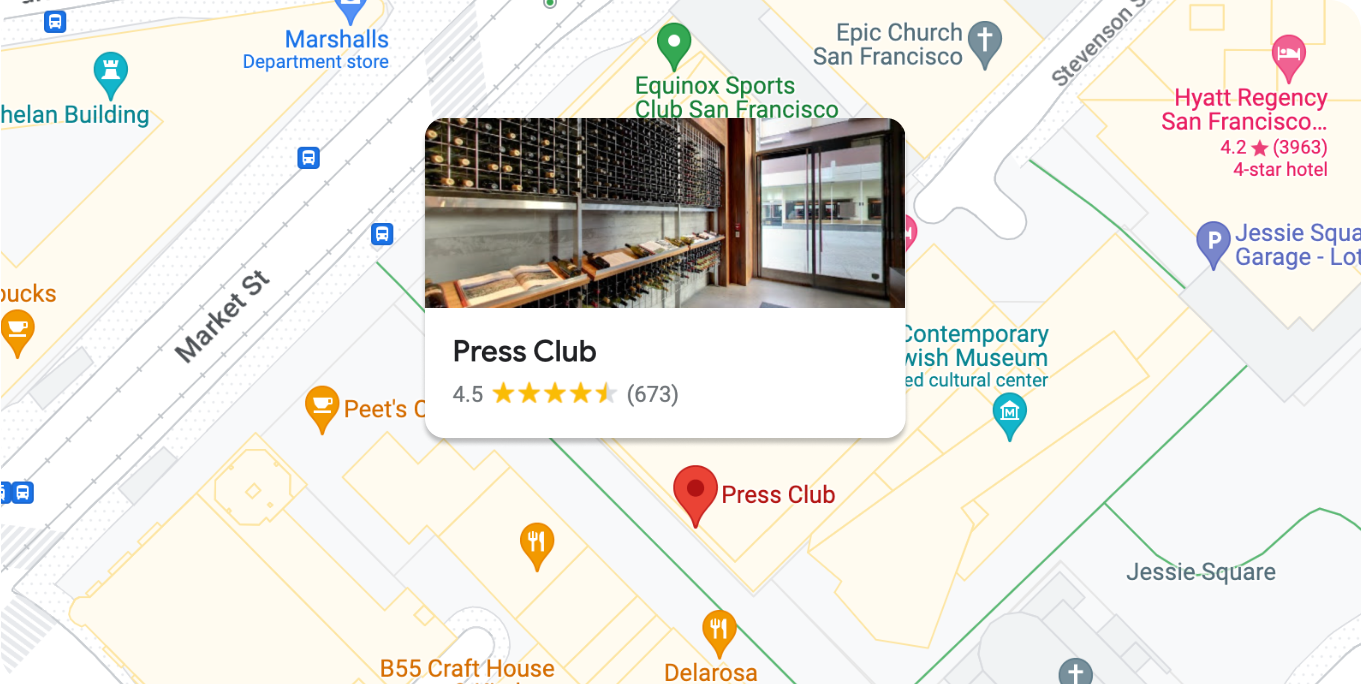 Marshalls
Department store
Epic Church
San Francisco
Stevenson S
Equinox Sports
Club San Francisco
helan Building
Hyatt Regency
San Francisco...
4.2 ★ (3963)
4-star hotel
P
Jessie Squa
Garage - Lot
ucks
Market St
Contemporary
wish Museum
ed cultural center
M
Press Club
4.5 ★★★★★ (673)
Peet's C
Press Club
Jessie Square
B55 Craft House
Delarosa